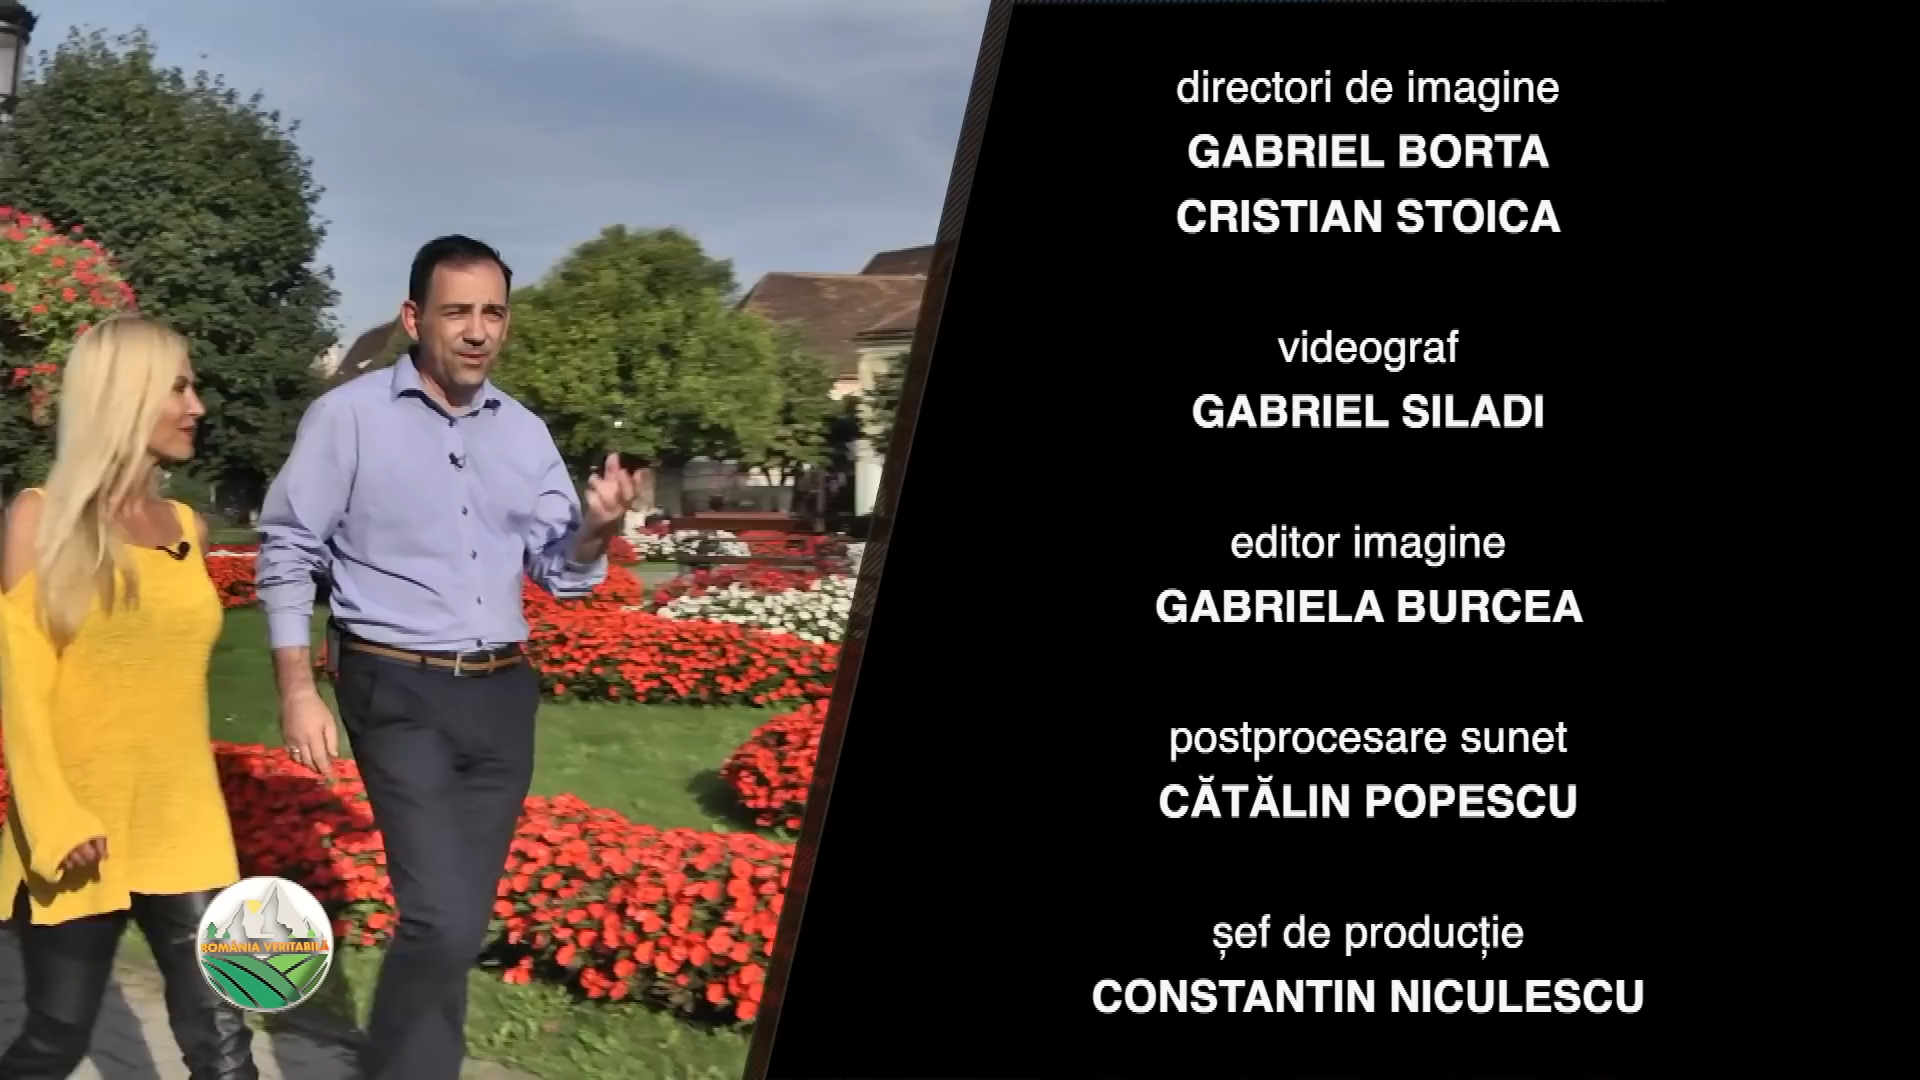 directori de imagine
GABRIEL BORTA
CRISTIAN STOICA
videograf
GABRIEL SILADI
editor imagine
GABRIELA BURCEA
postprocesare sunet
CĂTĂLIN POPESCU
șef de producție
CONSTANTIN NICULESCU
ROMÂNIA VERITABILĂ